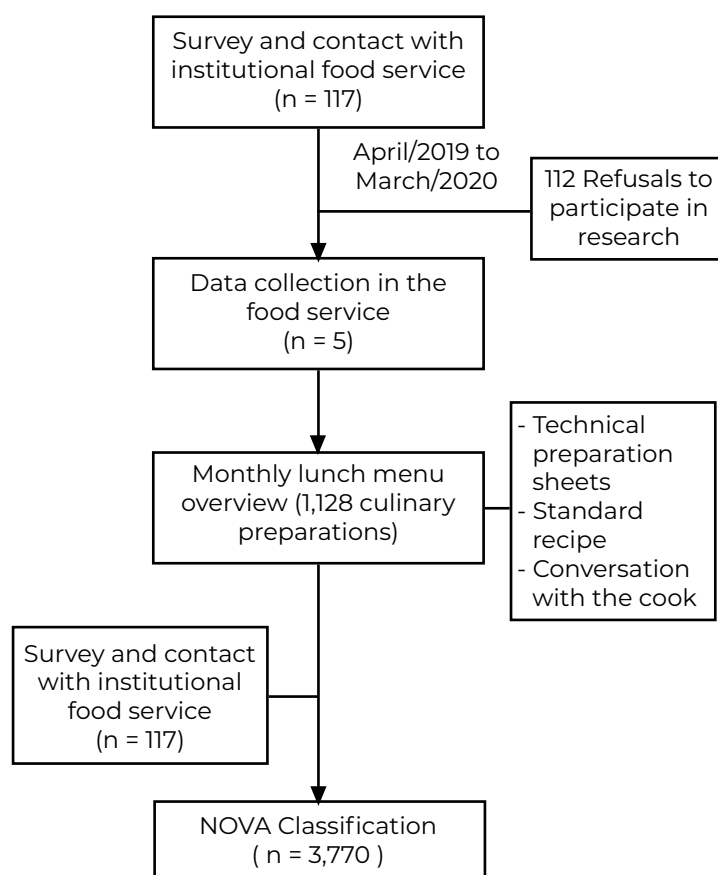 Survey and contact with
institutional food service
(n = 117)
April/2019 to
March/2020
112 Refusals to
participate in
research
Data collection in the
food service
(n = 5)
Monthly lunch menu
overview (1,128 culinary
preparations)
- Technical
preparation
sheets
- Standard
recipe
- Conversation
with the cook
Survey and contact
with institutional
food service
(n = 117)
NOVA Classification
( n = 3,770 )